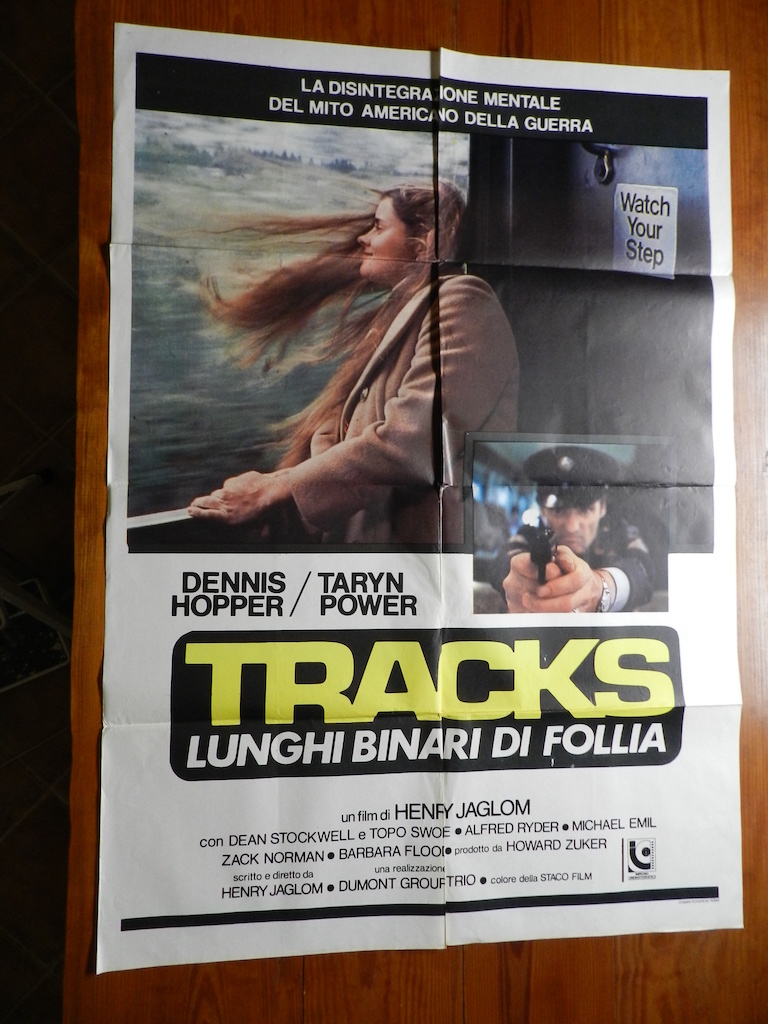 LA DISINTEGRAZIONE MENTALE
DEL MITO AMERICANO DELLA GUERRA
Watch
Your
Step
DENNIS HOPPER / TARYN POWER
TRACKS
LUNGHI BINARI DI FOLLIA
un film di HENRY JAGLOM
con DEAN STOCKWELL e TOPO SWOE • ALFRED RYDER • MICHAEL EMIL
ZACK NORMAN • BARBARA FLOOD • prodotto da HOWARD ZUKER
scritto e diretto da HENRY JAGLOM • una realizzazione DUMONT GROUP TRIO • colore della STACO FILM